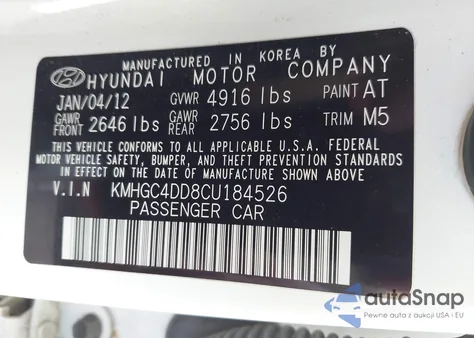 MANUFACTURED IN KOREA BY
HYUNDAI MOTOR COMPANY
JAN/04/12 GVWR 4916 lbs PAINT AT
GAWR FRONT 2646 lbs GAWR REAR 2756 lbs TRIM M5
THIS VEHICLE CONFORMS TO ALL APPLICABLE U.S.A. FEDERAL
MOTOR VEHICLE SAFETY, BUMPER, AND THEFT PREVENTION STANDARDS
IN EFFECT ON THE DATE OF MANUFACTURE SHOWN ABOVE.
V.I.N KMHGC4DD8CU184526
PASSENGER CAR
autoSnap
Pewne auta z aukcji USA i EU